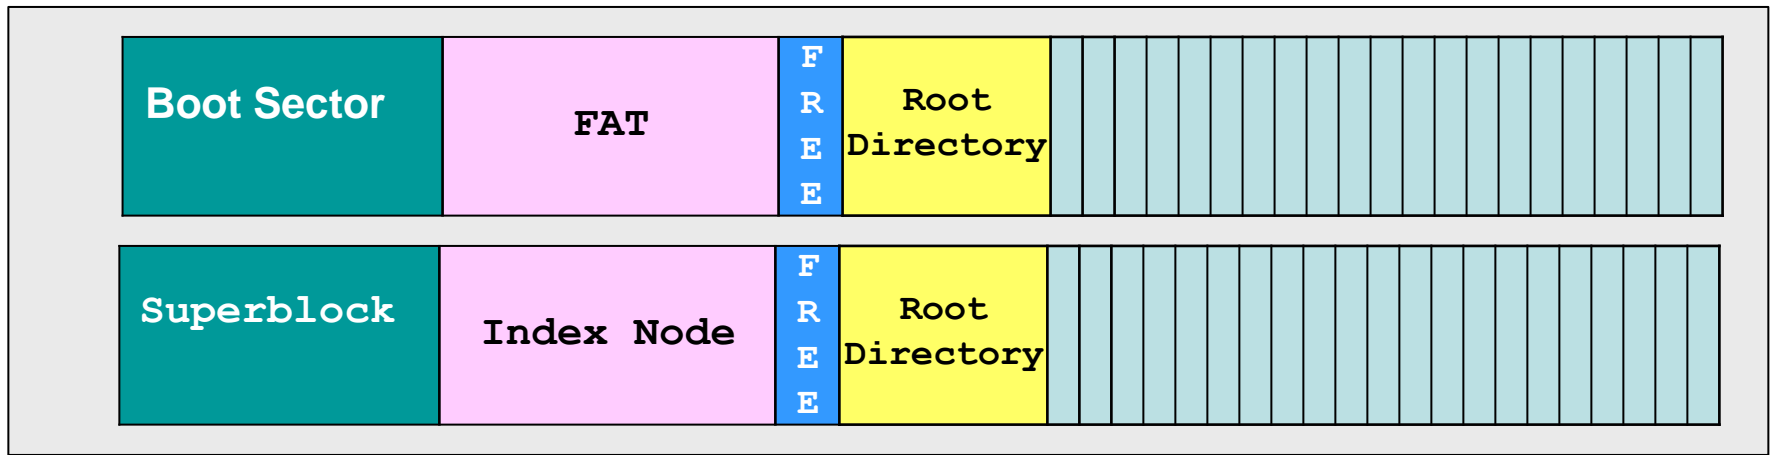 Boot Sector
FAT
F
R
E
E
Root
Directory
Superblock
Index Node
F
R
E
E
Root
Directory